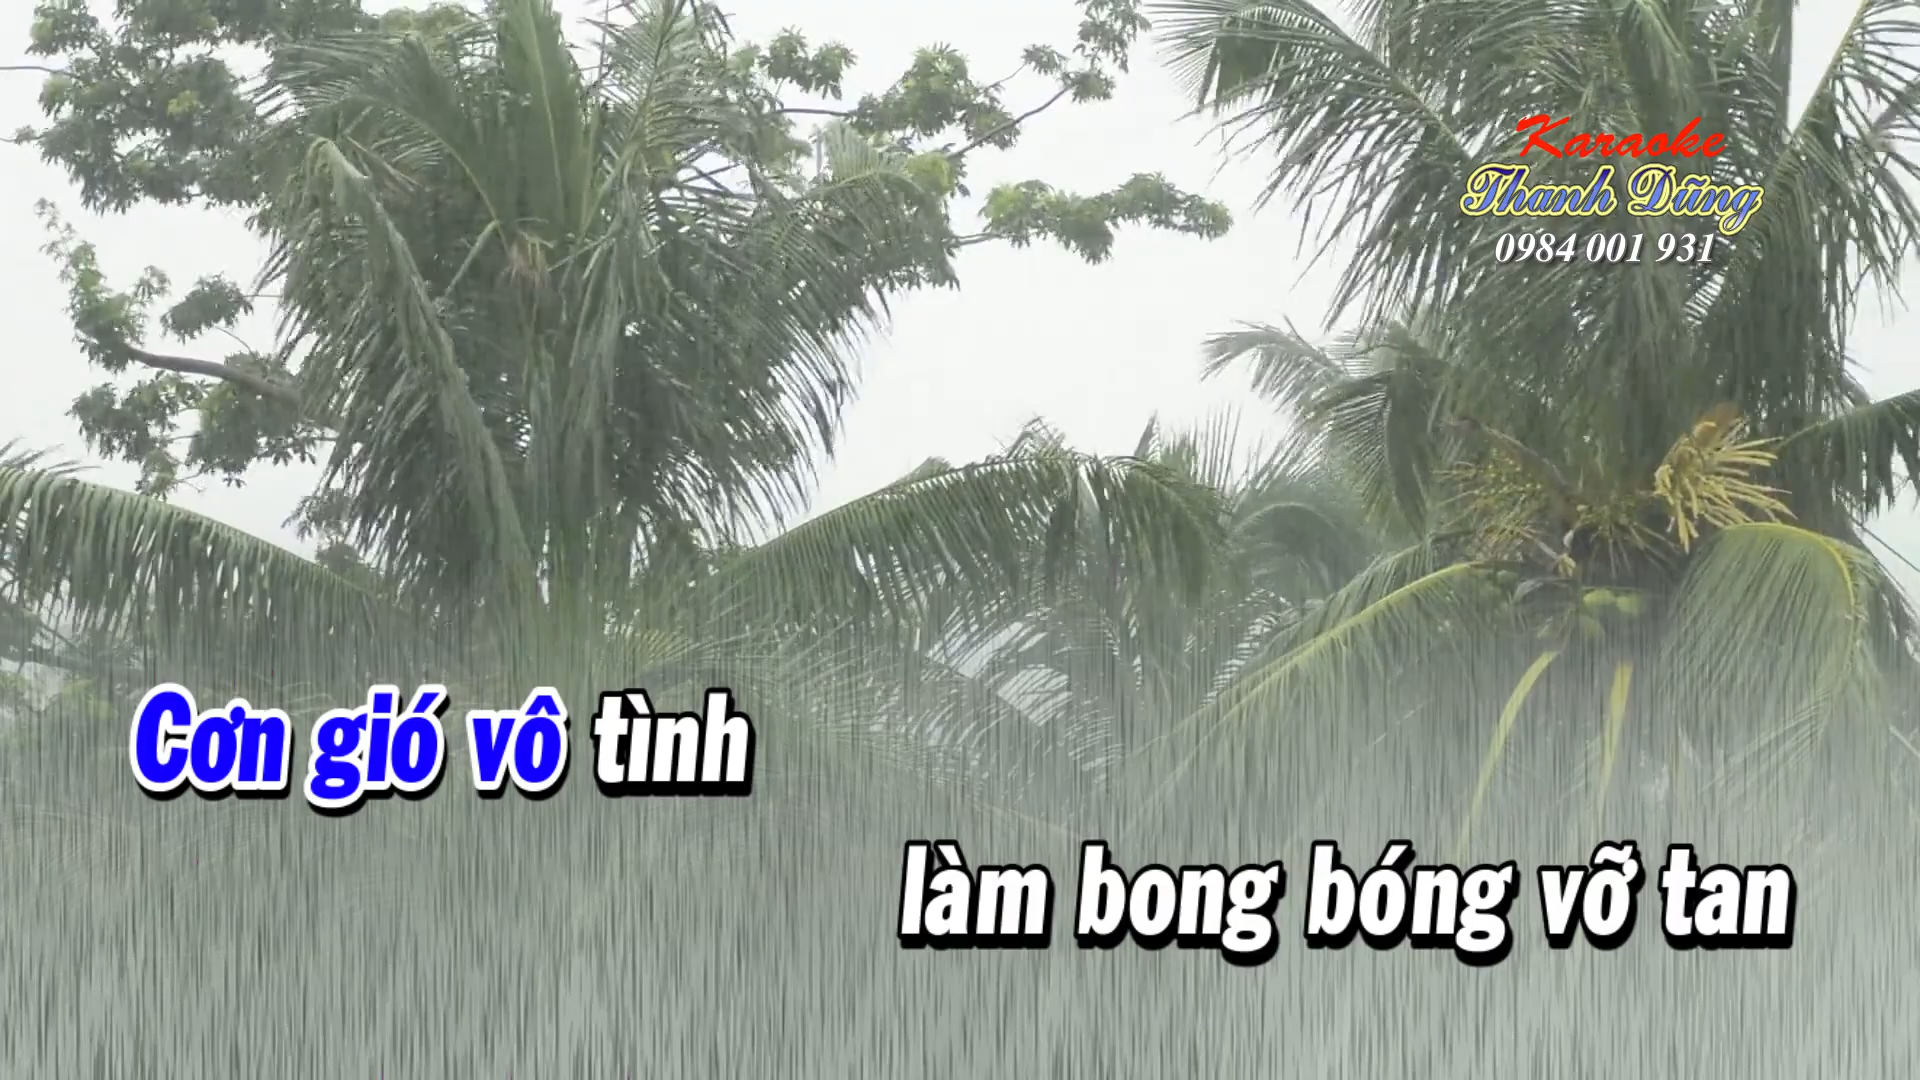 Karaoke
Thanh Dũng
0984 001 931
Cơn gió vô tình
làm bong bóng vỡ tan